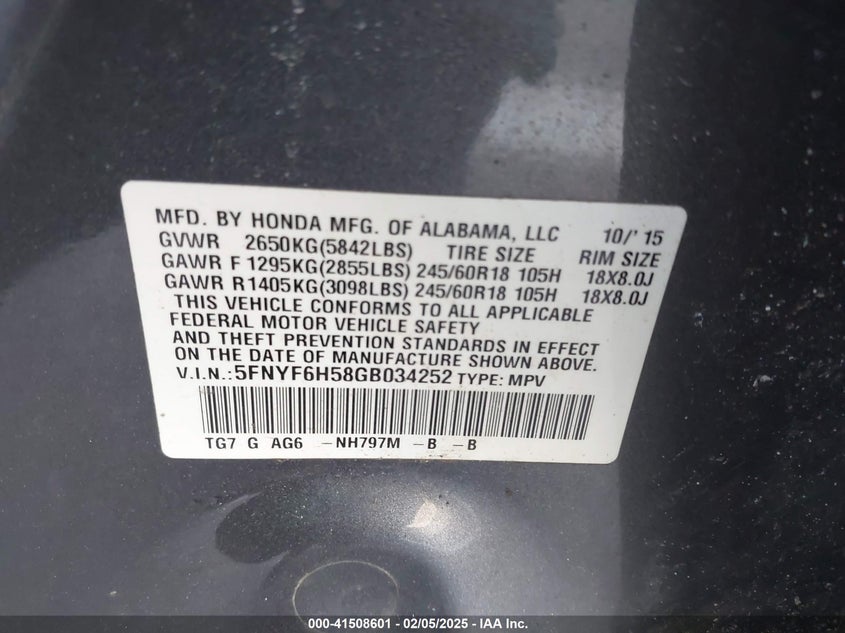 MFD. BY HONDA MFG. OF ALABAMA, LLC 10/' 15
GVWR 2650KG(5842LBS) TIRE SIZE RIM SIZE
GAWR F 1295KG(2855LBS) 245/60R18 105H 18X8.0J
GAWR R 1405KG(3098LBS) 245/60R18 105H 18X8.0J
THIS VEHICLE CONFORMS TO ALL APPLICABLE
FEDERAL MOTOR VEHICLE SAFETY
AND THEFT PREVENTION STANDARDS IN EFFECT
ON THE DATE OF MANUFACTURE SHOWN ABOVE.
V.I.N.:5FNYF6H58GB034252 TYPE: MPV
TG7 G AG6 -NH797M -B -B
000-41508601 - 02/05/2025 - IAA Inc.